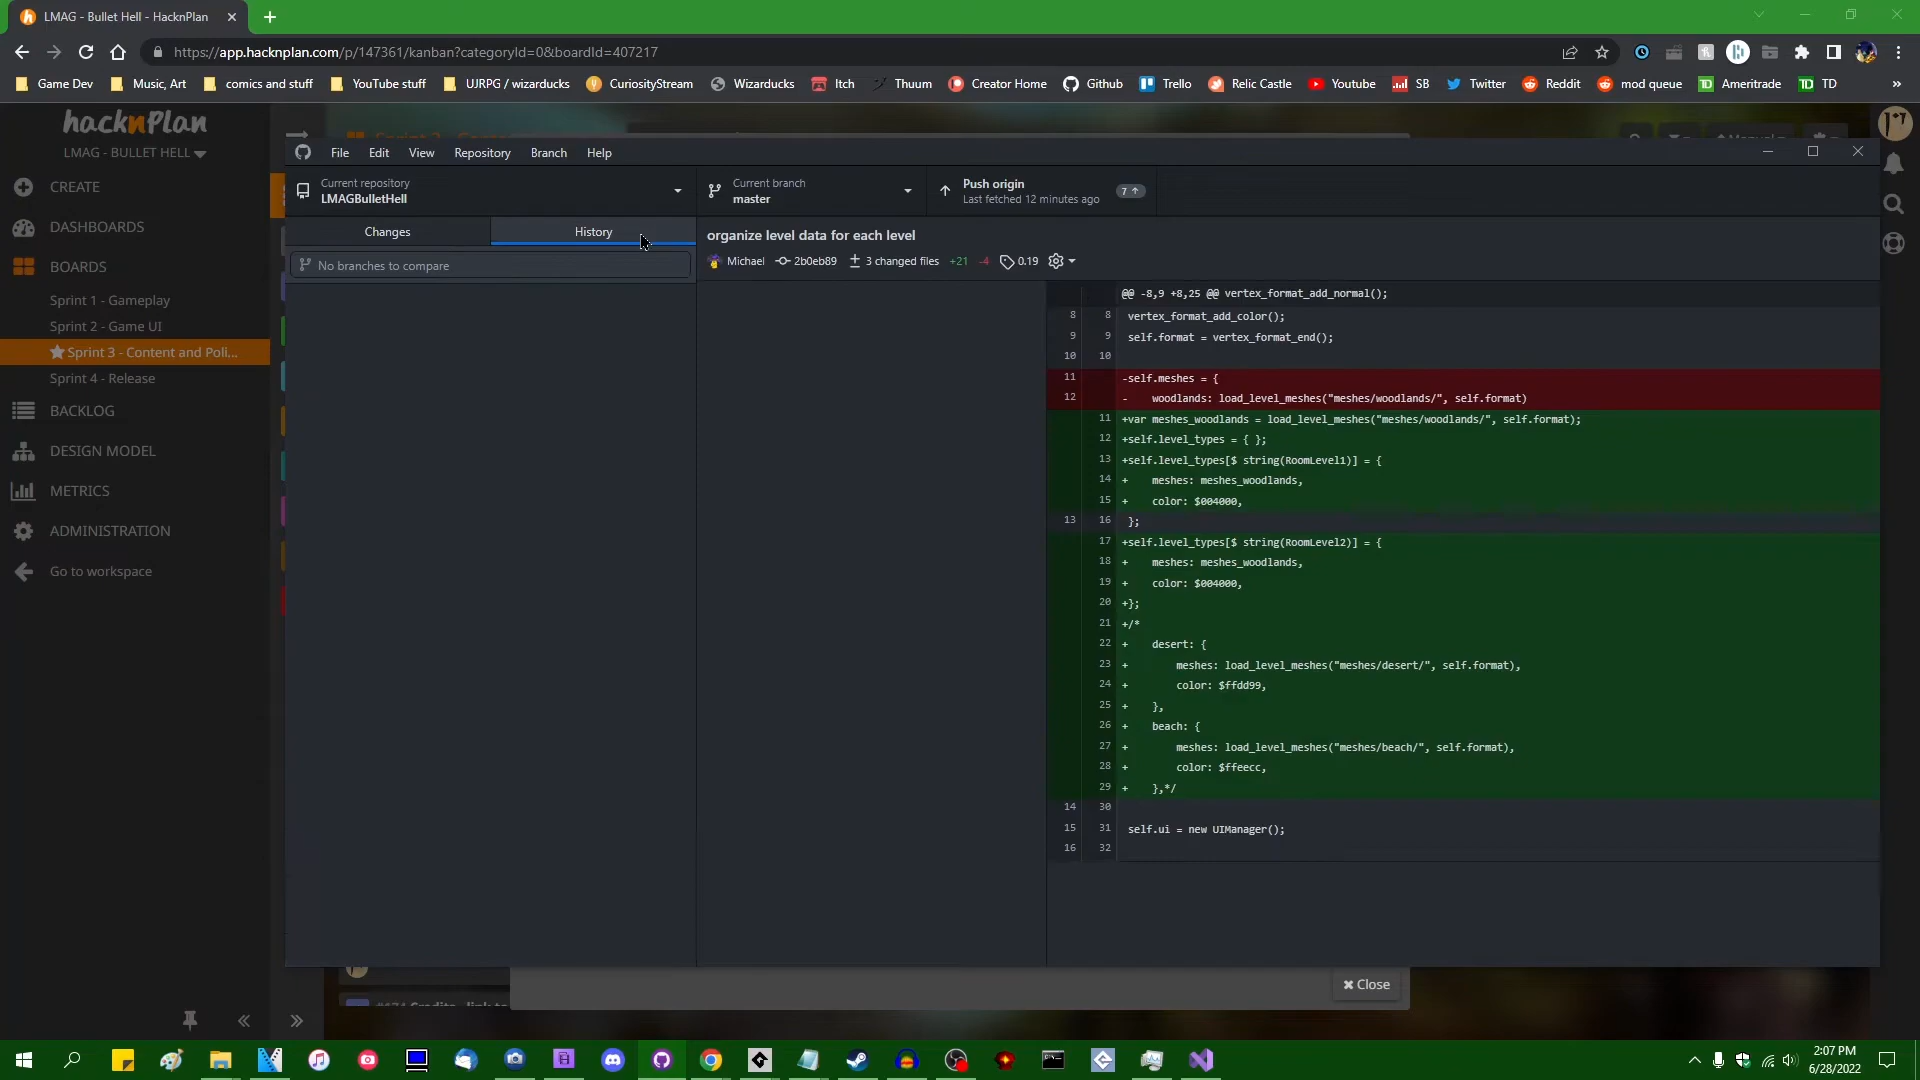 LMAG - Bullet Hell - HacknPlan
https://app.hacknplan.com/p/147361/kanban?categoryId=0&boardId=407217
Game Dev
Music, Art
comics and stuff
YouTube stuff
UJRPG / wizarducks
CuriosityStream
Wizarducks
Itch
Thuum
Creator Home
Github
Trello
Relic Castle
Youtube
SB
Twitter
Reddit
mod queue
Ameritrade
TD
»
hacknPlan
LMAG - BULLET HELL
CREATE
DASHBOARDS
BOARDS
Sprint 1 - Gameplay
Sprint 2 - Game UI
Sprint 3 - Content and Poli...
Sprint 4 - Release
BACKLOG
DESIGN MODEL
METRICS
ADMINISTRATION
Go to workspace
File
Edit
View
Repository
Branch
Help
Current repository
LMAGBulletHell
Current branch
master
Push origin
Last fetched 12 minutes ago
7
Changes
History
No branches to compare
organize level data for each level
Michael
2b0eb89
3 changed files
+21
-4
0.19
@@ -8,9 +8,25 @@ vertex_format_add_normal();
8 8 vertex_format_add_color();
9 9 self.format = vertex_format_end();
10 10
11 -self.meshes = {
12 - woodlands: load_level_meshes("meshes/woodlands/", self.format)
11 +var meshes_woodlands = load_level_meshes("meshes/woodlands/", self.format);
12 +self.level_types = { };
13 +self.level_types[$ string(RoomLevel1)] = {
14 + meshes: meshes_woodlands,
15 + color: $004000,
13 16 };
17 +self.level_types[$ string(RoomLevel2)] = {
18 + meshes: meshes_woodlands,
19 + color: $004000,
20 +};
21 +/*
22 + desert: {
23 + meshes: load_level_meshes("meshes/desert/", self.format),
24 + color: $ffdd99,
25 + },
26 + beach: {
27 + meshes: load_level_meshes("meshes/beach/", self.format),
28 + color: $ffeecc,
29 + },*/
14 30
15 31 self.ui = new UIManager();
16 32
Close
2:07 PM
6/28/2022